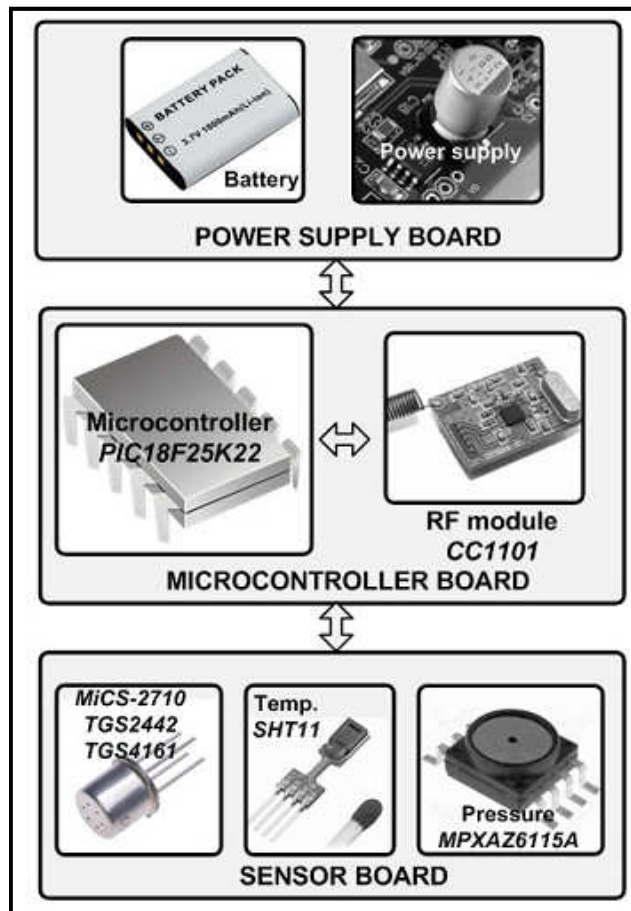 BATTERY PACK
3.7V 1800mAh(Li-ion)
Battery
Power supply
POWER SUPPLY BOARD
Microcontroller
PIC18F25K22
RF module
CC1101
MICROCONTROLLER BOARD
MiCS-2710
TGS2442
TGS4161
Temp.
SHT11
Pressure
MPXAZ6115A
SENSOR BOARD